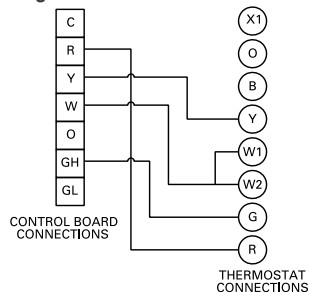 C
R
Y
W
O
GH
GL
CONTROL BOARD
CONNECTIONS
X1
O
B
Y
W1
W2
G
R
THERMOSTAT
CONNECTIONS